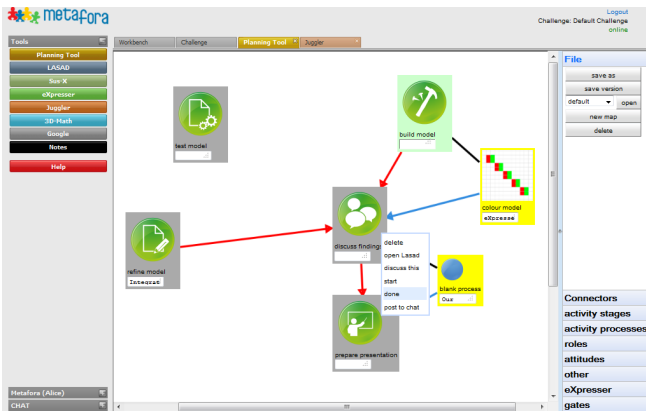 metafora
Logout
Challenge: Default Challenge
online
Tools
Workbench
Challenge
Planning Tool
Juggler
Planning Tool
LASAD
Sus-X
eXpresser
Juggler
3D-Math
Google
Notes
Help
Metafora (Alice)
CHAT
test model
build model
colour model
eXpresse
discuss findings
refine model
Integrat
blank process
Our
prepare presentation
delete
open Lasad
discuss this
start
done
post to chat
File
save as
save version
default
open
new map
delete
Connectors
activity stages
activity processes
roles
attitudes
other
eXpresser
gates